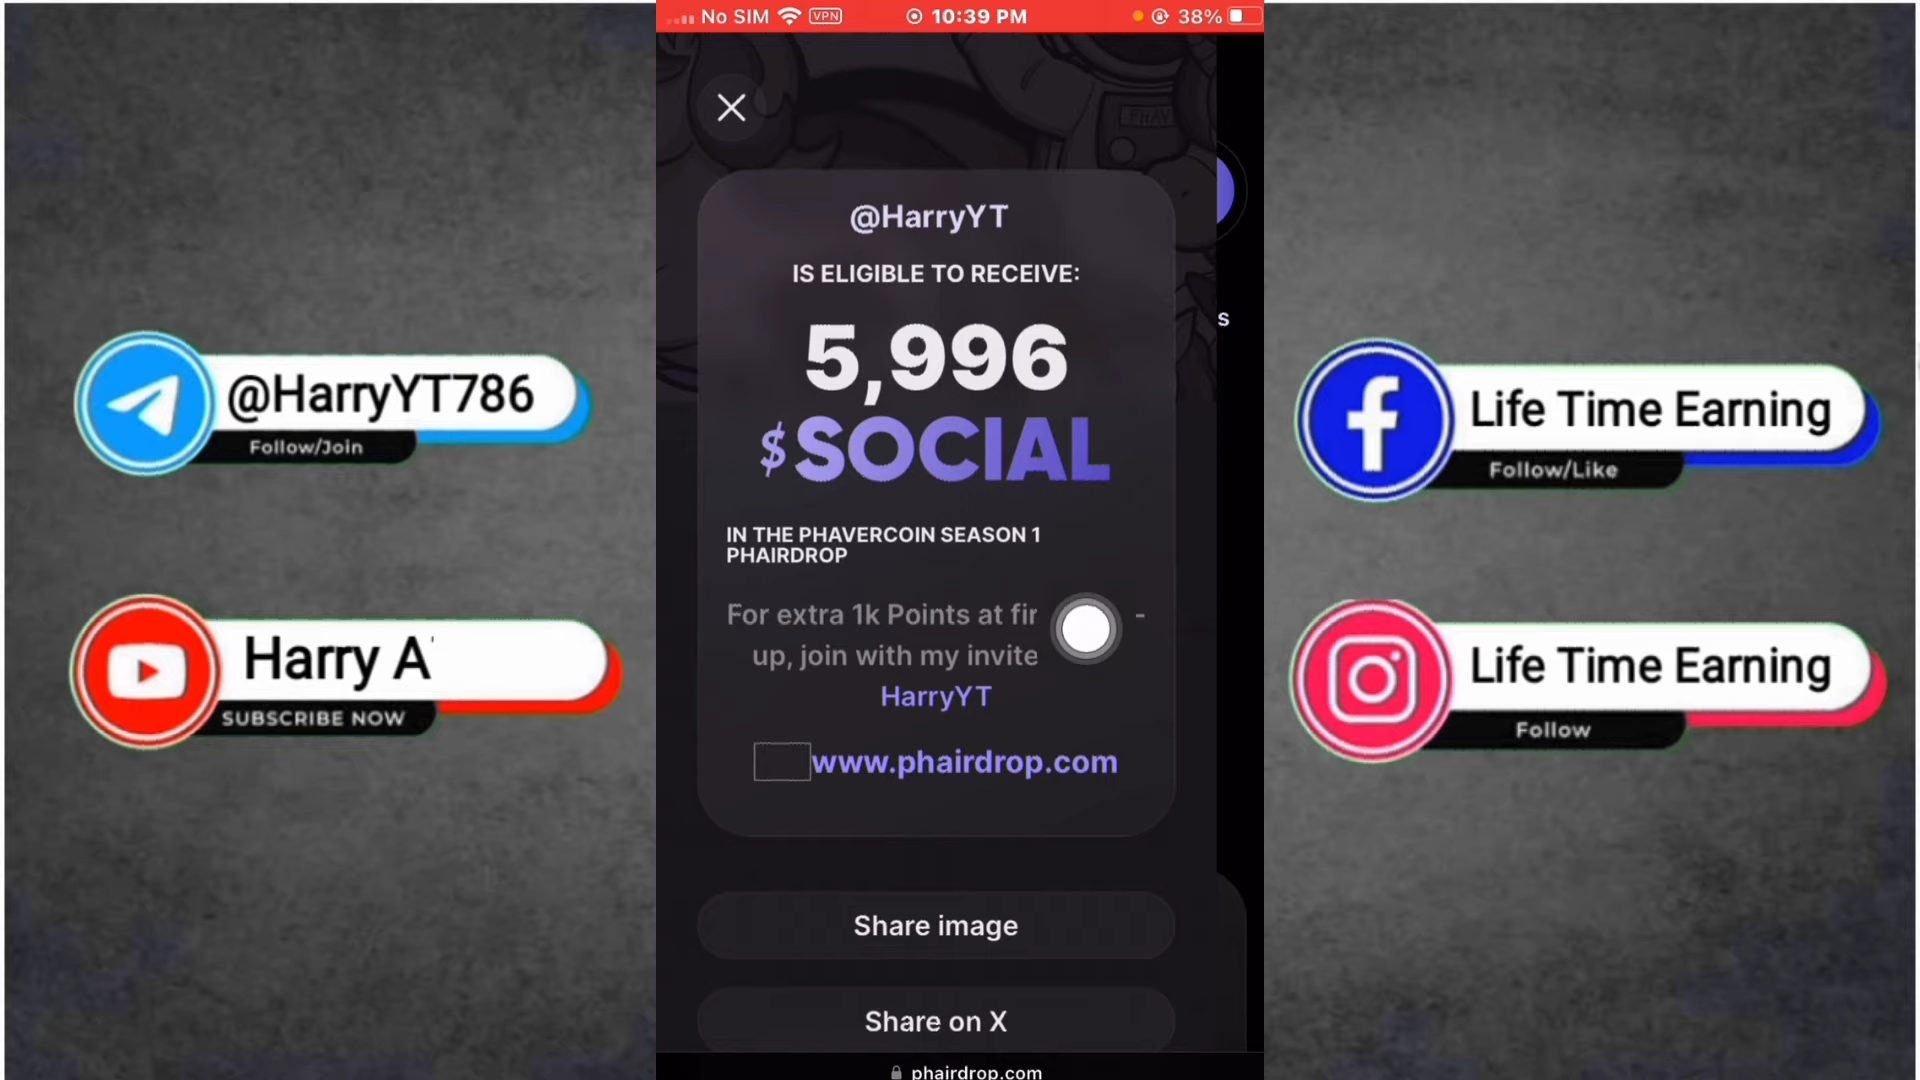 No SIM VPN 10:39 PM 38%
PHAV
@HarryYT
IS ELIGIBLE TO RECEIVE:
5,996
$SOCIAL
IN THE PHAVERCOIN SEASON 1
PHAIRDROP
For extra 1k Points at fir -
up, join with my invite
HarryYT
www.phairdrop.com
Share image
Share on X
phairdrop.com
s
@HarryYT786
Follow/Join
Harry A
SUBSCRIBE NOW
Life Time Earning
Follow/Like
Life Time Earning
Follow